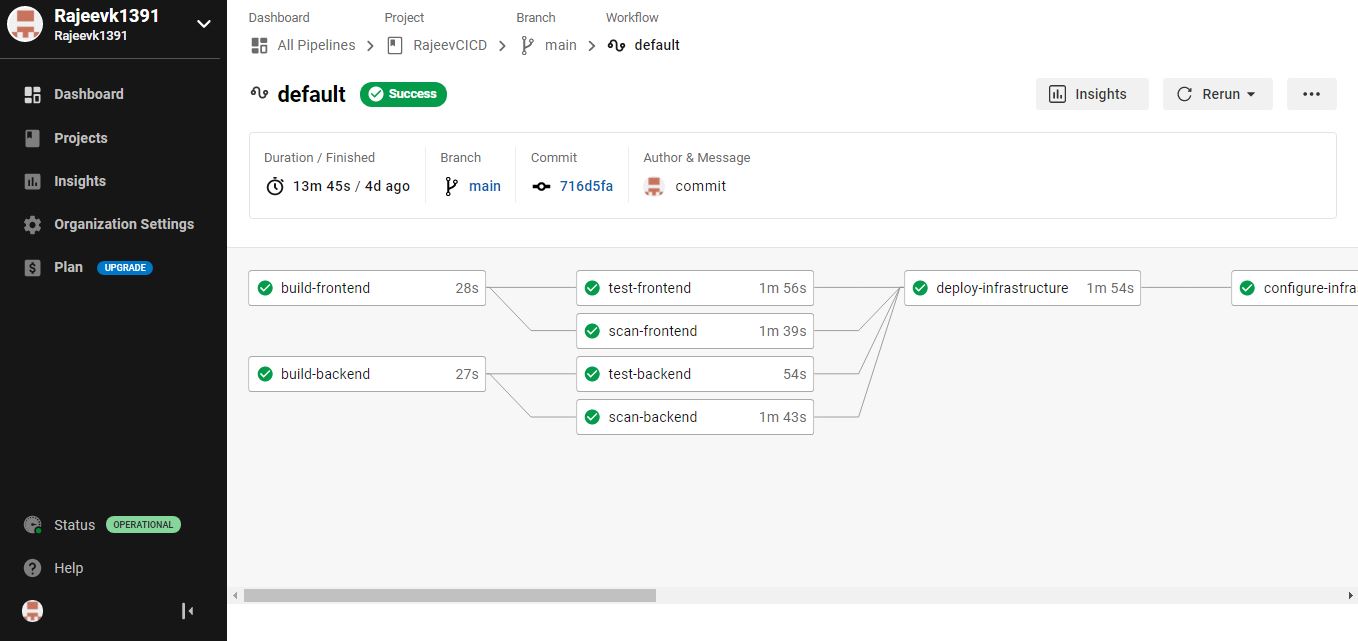 Rajeevk1391
Rajeevk1391
Dashboard
Projects
Insights
Organization Settings
Plan UPGRADE
Status OPERATIONAL
Help
Dashboard Project Branch Workflow
All Pipelines RajeevCICD main default
default Success
Insights Rerun
Duration / Finished Branch Commit Author & Message
13m 45s / 4d ago main 716d5fa commit
build-frontend 28s test-frontend 1m 56s deploy-infrastructure 1m 54s configure-infra
scan-frontend 1m 39s
build-backend 27s test-backend 54s
scan-backend 1m 43s